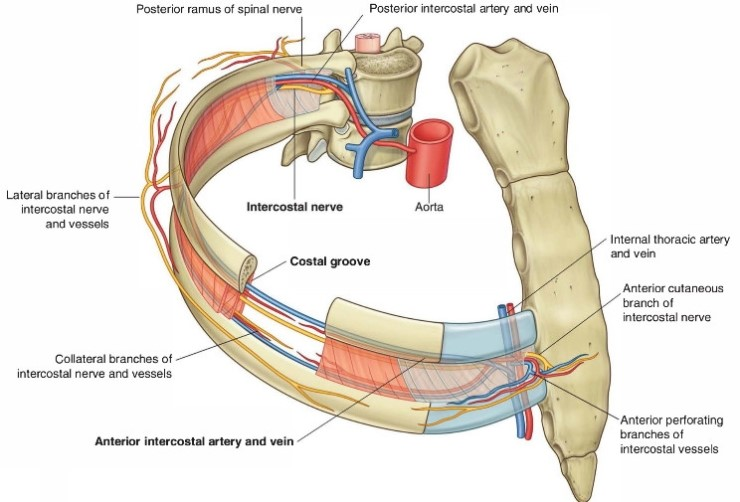 Posterior ramus of spinal nerve
Posterior intercostal artery and vein
Lateral branches of
intercostal nerve
and vessels
Intercostal nerve
Aorta
Costal groove
Internal thoracic artery
and vein
Anterior cutaneous
branch of
intercostal nerve
Collateral branches of
intercostal nerve and vessels
Anterior intercostal artery and vein
Anterior perforating
branches of
intercostal vessels